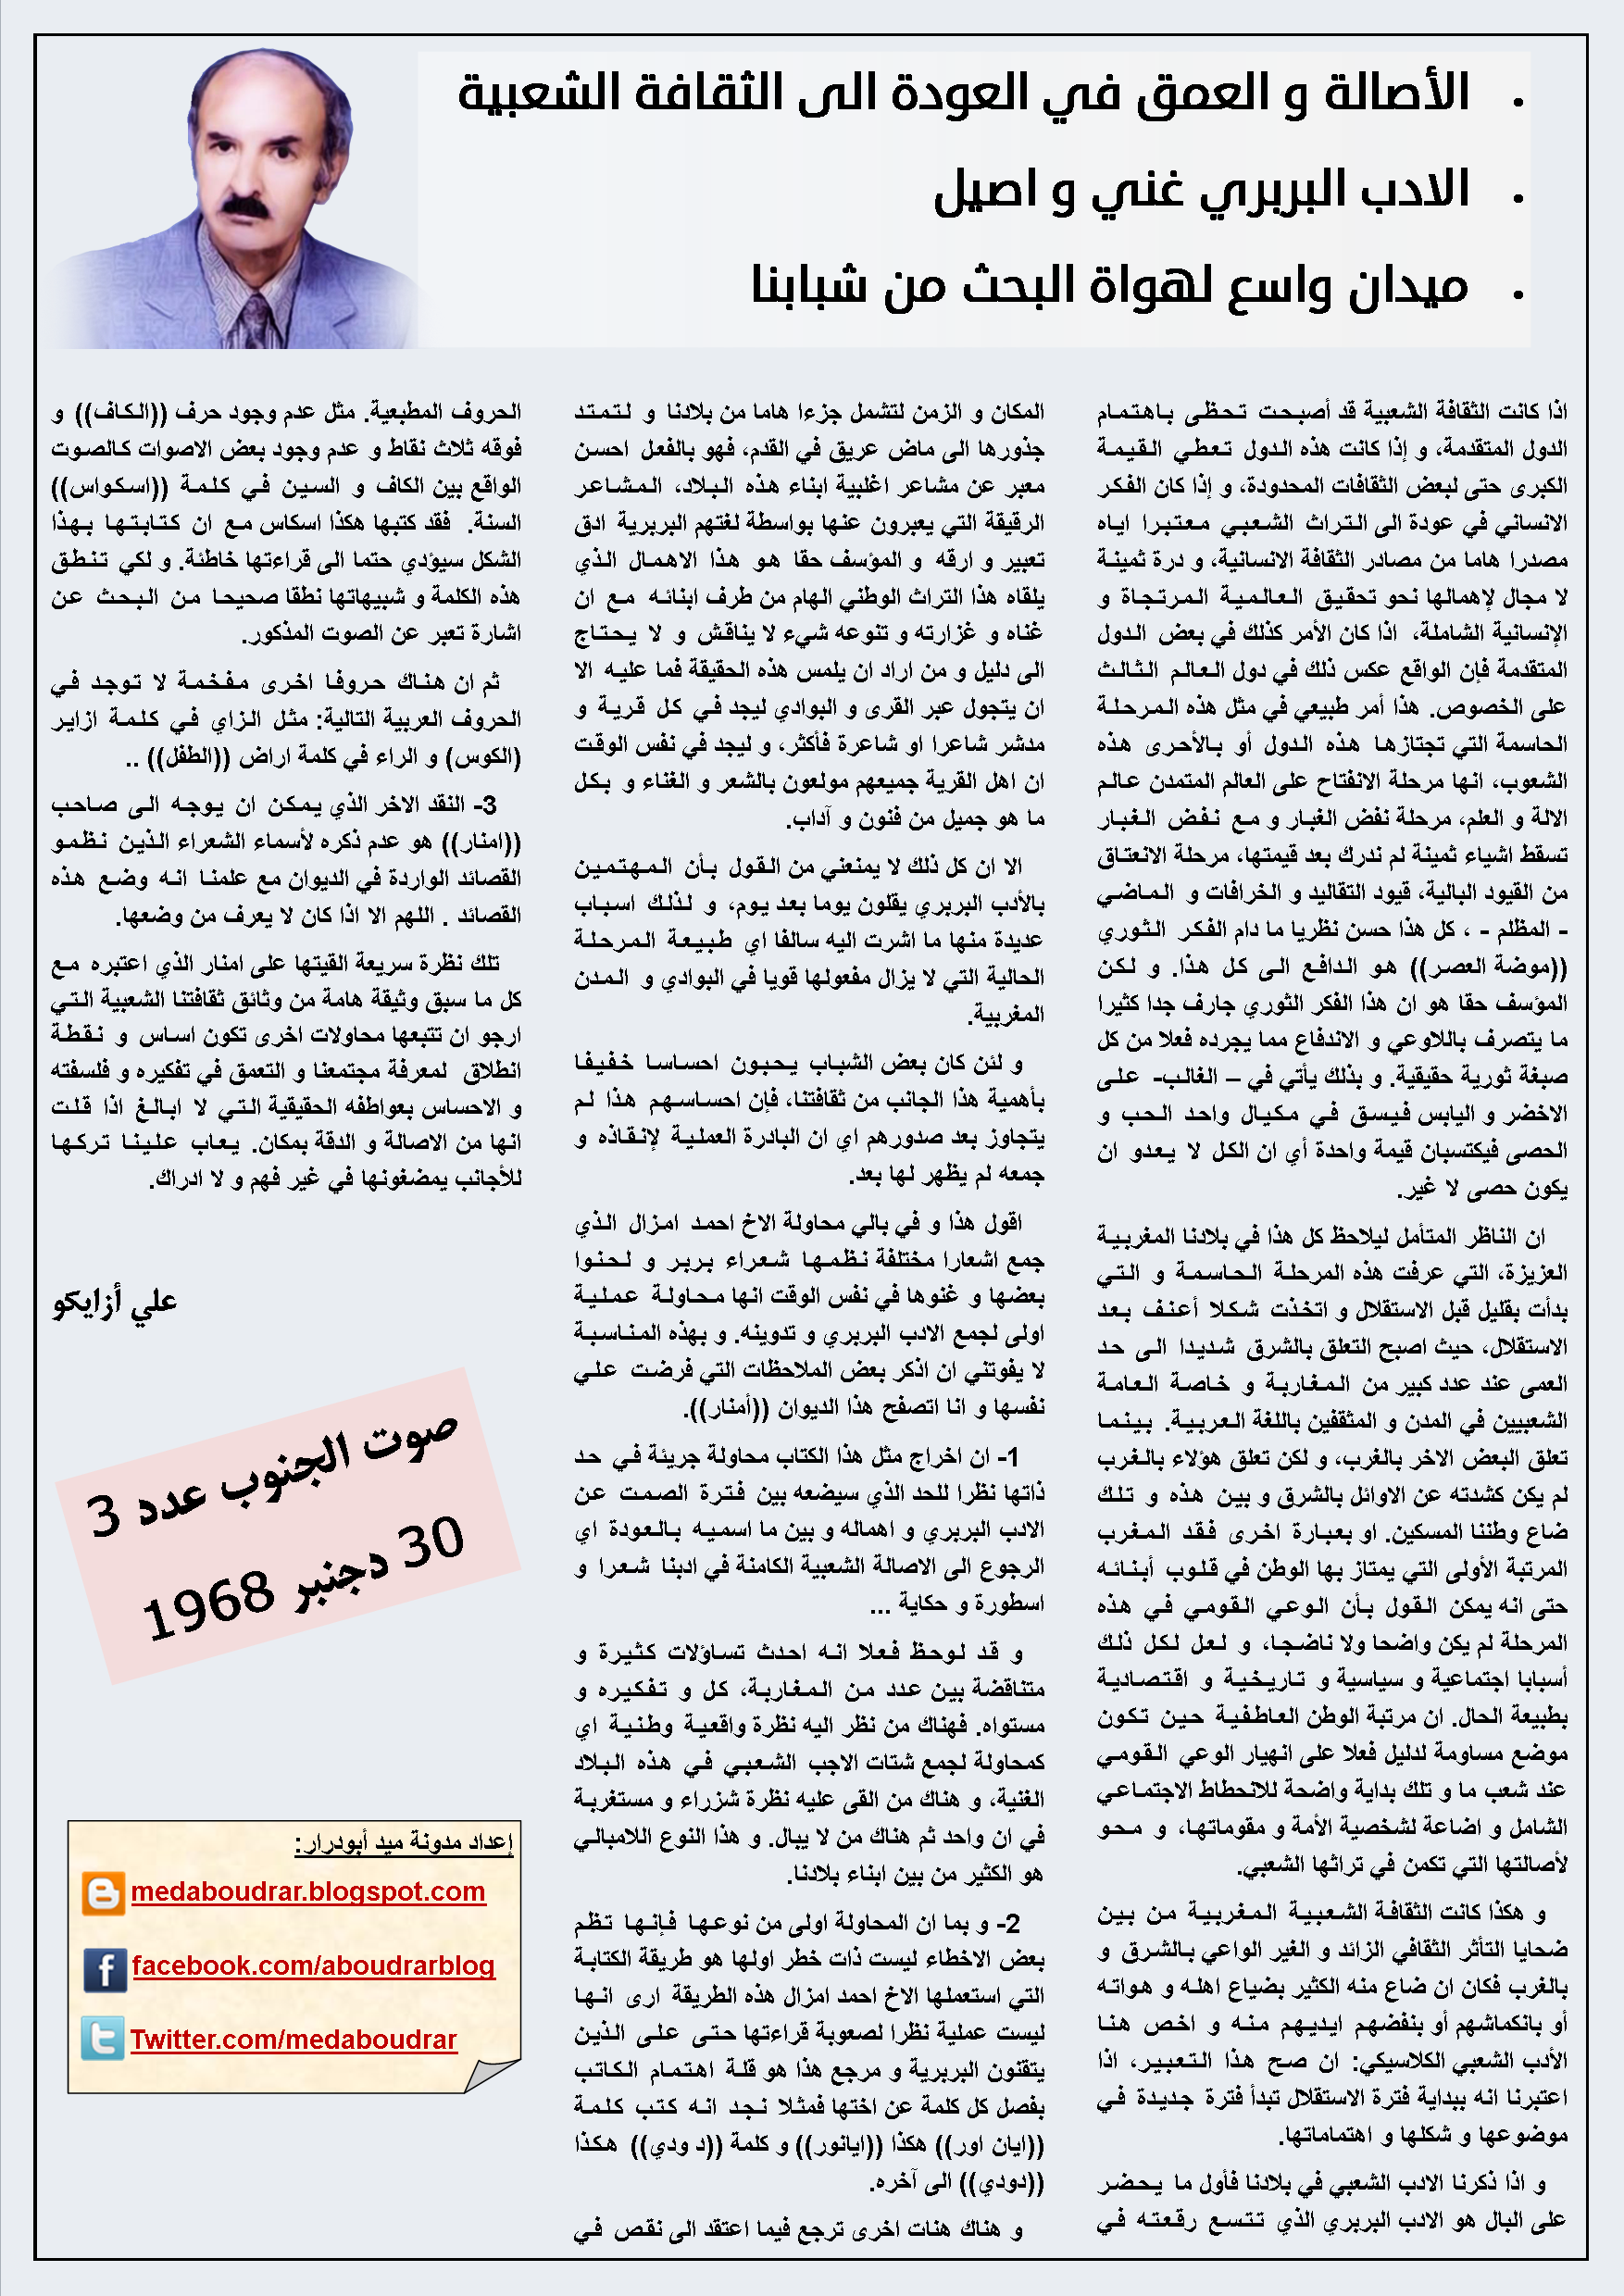 • الأصالة و العمق في العودة الى الثقافة الشعبية
• الادب البربري غني و اصيل
• ميدان واسع لهواة البحث من شبابنا
اذا كانت الثقافة الشعبية قد أصبحت تحظى باهتمام
الدول المتقدمة، و إذا كانت هذه الدول تعطي القيمة
الكبرى حتى لبعض الثقافات المحدودة، و إذا كان الفكر
الانساني في عودة الى التراث الشعبي معتبرا اياه
مصدرا هاما من مصادر الثقافة الانسانية، و درة ثمينة
لا مجال لإهمالها نحو تحقيق العالمية المرتجاة و
الإنسانية الشاملة، اذا كان الأمر كذلك في بعض الدول
المتقدمة فإن الواقع عكس ذلك في دول العالم الثالث
على الخصوص. هذا أمر طبيعي في مثل هذه المرحلة
الحاسمة التي تجتازها هذه الدول أو بالأحرى هذه
الشعوب، انها مرحلة الانفتاح على العالم المتمدن عالم
الالة و العلم، مرحلة نفض الغبار و مع نفض الغبار
تسقط اشياء ثمينة لم ندرك بعد قيمتها، مرحلة الانعتاق
من القيود البالية، قيود التقاليد و الخرافات و الماضي
- المظلم - ، كل هذا حسن نظريا ما دام الفكر الثوري
((موضة العصر)) هو الدافع الى كل هذا. و لكن
المؤسف حقا هو ان هذا الفكر الثوري جارف جدا كثيرا
ما يتصرف باللاوعي و الاندفاع مما يجرده فعلا من كل
صبغة ثورية حقيقية. و بذلك يأتي في – الغالب- على
الاخضر و اليابس فيسق في مكيال واحد الحب و
الحصى فيكتسبان قيمة واحدة أي ان الكل لا يعدو ان
يكون حصى لا غير.
ان الناظر المتأمل ليلاحظ كل هذا في بلادنا المغربية
العزيزة، التي عرفت هذه المرحلة الحاسمة و التي
بدأت بقليل قبل الاستقلال و اتخذت شكلا أعنف بعد
الاستقلال، حيث اصبح التعلق بالشرق شديدا الى حد
العمى عند عدد كبير من المغاربة و خاصة العامة
الشعبيين في المدن و المثقفين باللغة العربية. بينما
تعلق البعض الاخر بالغرب، و لكن تعلق هؤلاء بالغرب
لم يكن كشدته عن الاوائل بالشرق و بين هذه و تلك
ضاع وطننا المسكين. او بعبارة اخرى فقد المغرب
المرتبة الأولى التي يمتاز بها الوطن في قلوب أبنائه
حتى انه يمكن القول بأن الوعي القومي في هذه
المرحلة لم يكن واضحا ولا ناضجا، و لعل لكل ذلك
أسبابا اجتماعية و سياسية و تاريخية و اقتصادية
بطبيعة الحال. ان مرتبة الوطن العاطفية حين تكون
موضع مساومة لدليل فعلا على انهيار الوعي القومي
عند شعب ما و تلك بداية واضحة للانحطاط الاجتماعي
الشامل و اضاعة لشخصية الأمة و مقوماتها، و محو
لأصالتها التي تكمن في تراثها الشعبي.
و هكذا كانت الثقافة الشعبية المغربية من بين
ضحايا التأثر الثقافي الزائد و الغير الواعي بالشرق و
بالغرب فكان ان ضاع منه الكثير بضياع اهله و هواته
أو بانكماشهم أو بنفضهم ايديهم منه و اخص هنا
الأدب الشعبي الكلاسيكي: ان صح هذا التعبير، اذا
اعتبرنا انه ببداية فترة الاستقلال تبدأ فترة جديدة في
موضوعها و شكلها و اهتماماتها.
و اذا ذكرنا الادب الشعبي في بلادنا فأول ما يحضر
على البال هو الادب البربري الذي تتسع رقعته في
المكان و الزمن لتشمل جزءا هاما من بلادنا و لتمتد
جذورها الى ماض عريق في القدم، فهو بالفعل احسن
معبر عن مشاعر اغلبية ابناء هذه البلاد، المشاعر
الرقيقة التي يعبرون عنها بواسطة لغتهم البربرية ادق
تعبير و ارقه و المؤسف حقا هو هذا الاهمال الذي
يلقاه هذا التراث الوطني الهام من طرف ابنائه مع ان
غناه و غزارته و تنوعه شيء لا يناقش و لا يحتاج
الى دليل و من اراد ان يلمس هذه الحقيقة فما عليه الا
ان يتجول عبر القرى و البوادي ليجد في كل قرية و
مدشر شاعرا او شاعرة فأكثر، و ليجد في نفس الوقت
ان اهل القرية جميعهم مولعون بالشعر و الغناء و بكل
ما هو جميل من فنون و آداب.
الا ان كل ذلك لا يمنعني من القول بأن المهتمين
بالأدب البربري يقلون يوما بعد يوم، و لذلك اسباب
عديدة منها ما اشرت اليه سالفا اي طبيعة المرحلة
الحالية التي لا يزال مفعولها قويا في البوادي و المدن
المغربية.
و لئن كان بعض الشباب يحبون احساسا خفيفا
بأهمية هذا الجانب من ثقافتنا، فإن احساسهم هذا لم
يتجاوز بعد صدورهم اي ان البادرة العملية لإنقاذه و
جمعه لم يظهر لها بعد.
اقول هذا و في بالي محاولة الاخ احمد امزال الذي
جمع اشعارا مختلفة نظمها شعراء بربر و لحنوا
بعضها و غنوها في نفس الوقت انها محاولة عملية
اولى لجمع الادب البربري و تدوينه. و بهذه المناسبة
لا يفوتني ان اذكر بعض الملاحظات التي فرضت علي
نفسها و انا اتصفح هذا الديوان ((أمنار)).
1- ان اخراج مثل هذا الكتاب محاولة جريئة في حد
ذاتها نظرا للحد الذي سيضعه بين فترة الصمت عن
الادب البربري و اهماله و بين ما اسميه بالعودة اي
الرجوع الى الاصالة الشعبية الكامنة في ادبنا شعرا و
اسطورة و حكاية ...
و قد لوحظ فعلا انه احدث تساؤلات كثيرة و
متناقضة بين عدد من المغاربة، كل و تفكيره و
مستواه. فهناك من نظر اليه نظرة واقعية وطنية اي
كمحاولة لجمع شتات الاجب الشعبي في هذه البلاد
الغنية، و هناك من القى عليه نظرة شزراء و مستغربة
في ان واحد ثم هناك من لا يبال. و هذا النوع اللامبالي
هو الكثير من بين ابناء بلادنا.
2- و بما ان المحاولة اولى من نوعها فإنها تظم
بعض الاخطاء ليست ذات خطر اولها هو طريقة الكتابة
التي استعملها الاخ احمد امزال هذه الطريقة ارى انها
ليست عملية نظرا لصعوبة قراءتها حتى على الذين
يتقنون البربرية و مرجع هذا هو قلة اهتمام الكاتب
بفصل كل كلمة عن اختها فمثلا نجد انه كتب كلمة
((ايان اور)) هكذا ((ايانور)) و كلمة ((د ودي)) هكذا
((دودي)) الى آخره.
و هناك هنات اخرى ترجع فيما اعتقد الى نقص في
الحروف المطبعية. مثل عدم وجود حرف ((الكاف)) و
فوقه ثلاث نقاط و عدم وجود بعض الاصوات كالصوت
الواقع بين الكاف و السين في كلمة ((اسكواس))
السنة. فقد كتبها هكذا اسكاس مع ان كتابتها بهذا
الشكل سيؤدي حتما الى قراءتها خاطئة. و لكي تنطق
هذه الكلمة و شبيهاتها نطقا صحيحا من البحث عن
اشارة تعبر عن الصوت المذكور.
ثم ان هناك حروفا اخرى مفخمة لا توجد في
الحروف العربية التالية: مثل الزاي في كلمة ازاير
(الكوس) و الراء في كلمة اراض ((الطفل)) ..
3- النقد الاخر الذي يمكن ان يوجه الى صاحب
((امنار)) هو عدم ذكره لأسماء الشعراء الذين نظمو
القصائد الواردة في الديوان مع علمنا انه وضع هذه
القصائد . اللهم الا اذا كان لا يعرف من وضعها.
تلك نظرة سريعة القيتها على امنار الذي اعتبره مع
كل ما سبق وثيقة هامة من وثائق ثقافتنا الشعبية التي
ارجو ان تتبعها محاولات اخرى تكون اساس و نقطة
انطلاق لمعرفة مجتمعنا و التعمق في تفكيره و فلسفته
و الاحساس بعواطفه الحقيقية التي لا ابالغ اذا قلت
انها من الاصالة و الدقة بمكان. يعاب علينا تركها
للأجانب يمضغونها في غير فهم و لا ادراك.
علي أزايكو
صوت الجنوب عدد 3
30 دجنبر 1968
إعداد مدونة ميد أبودرار:
medaboudrar.blogspot.com
facebook.com/aboudrarblog
Twitter.com/medaboudrar